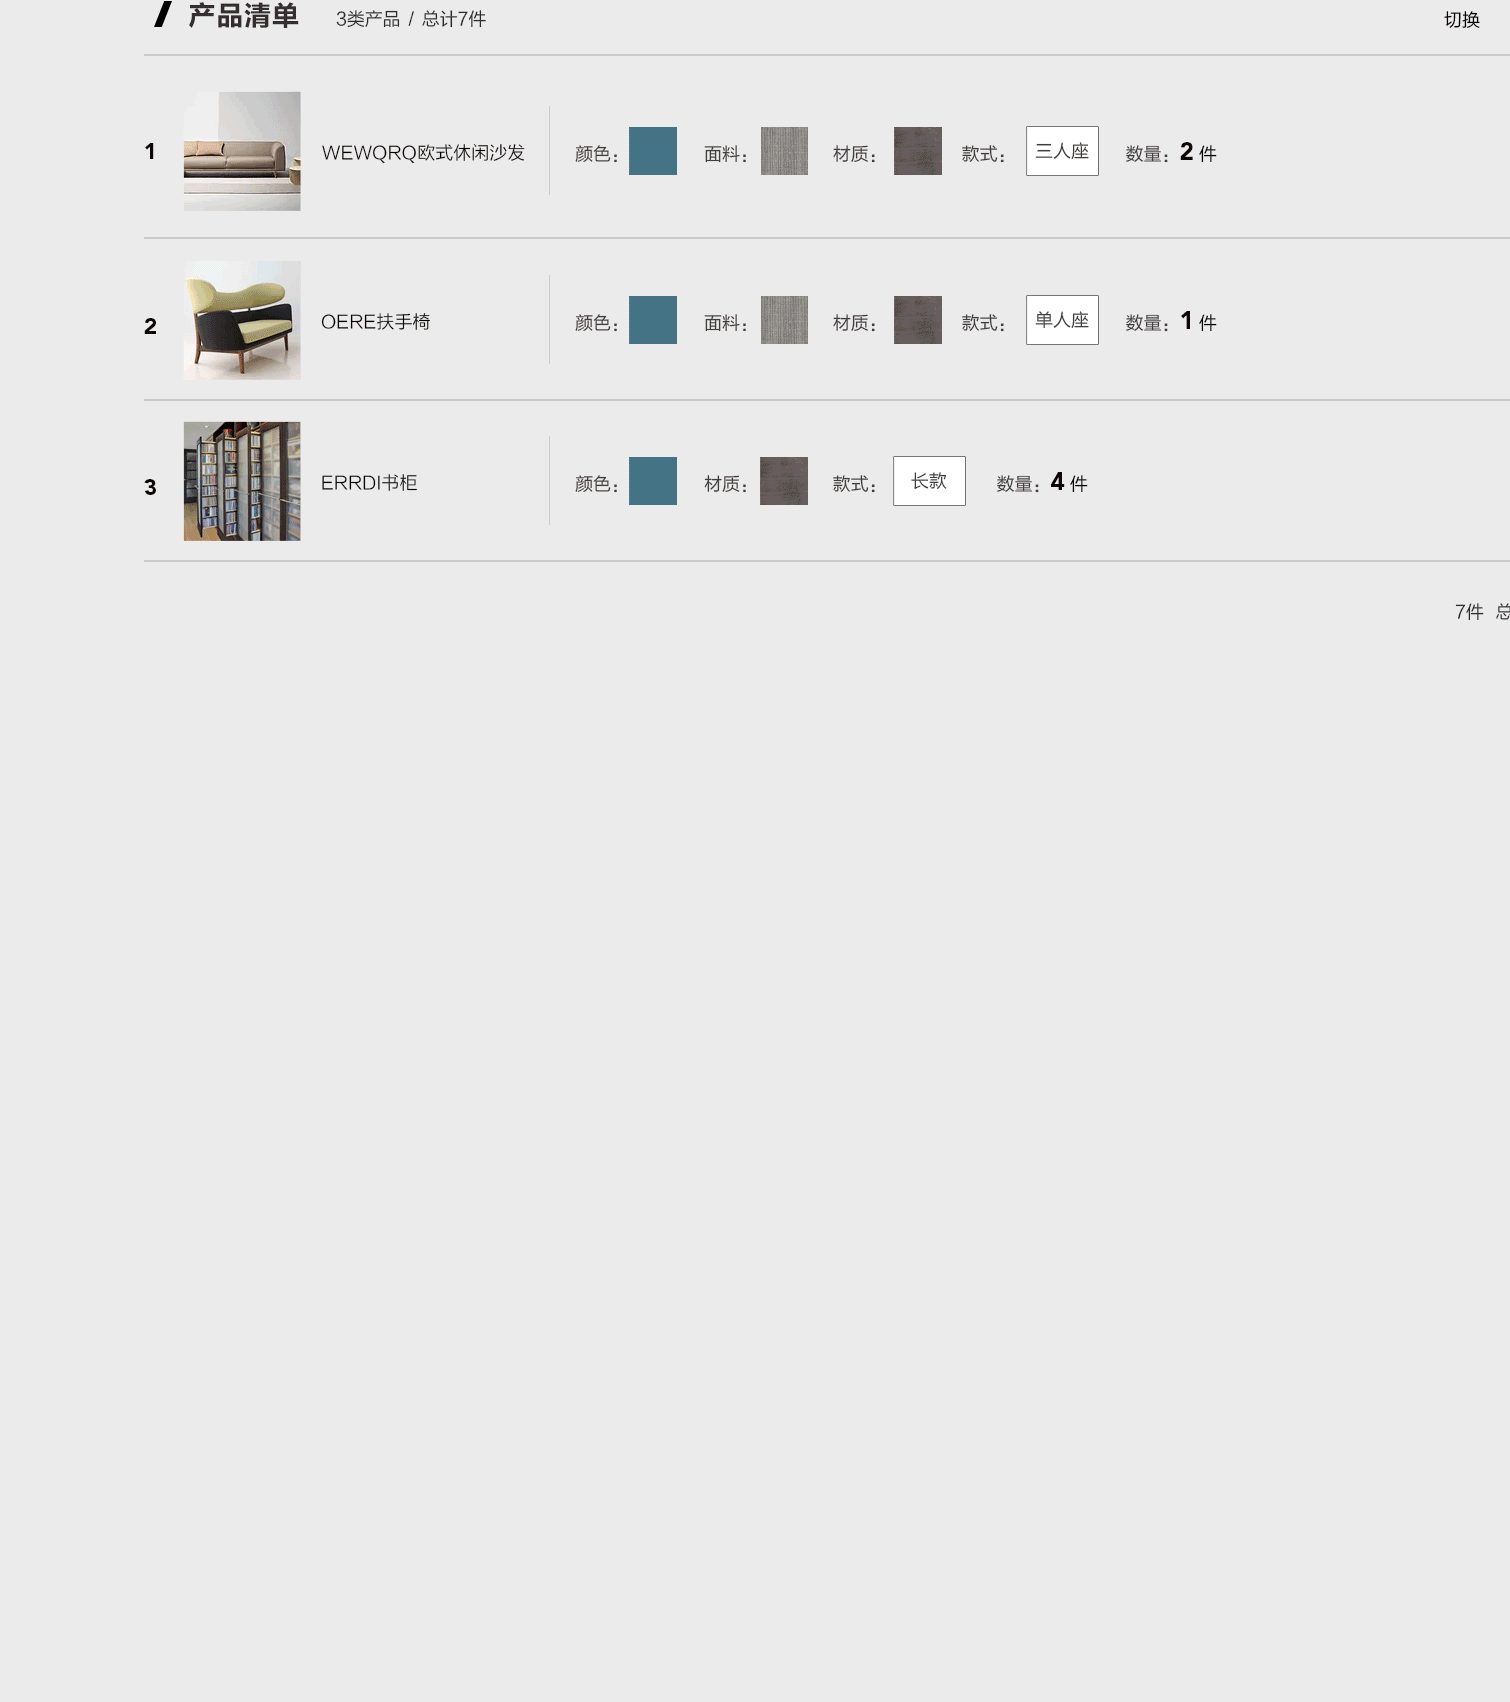 / 产品清单 3类产品 / 总计7件 切换
1 WEWQRQ欧式休闲沙发 颜色: 面料: 材质: 款式: 三人座 数量: 2 件
2 OERE扶手椅 颜色: 面料: 材质: 款式: 单人座 数量: 1 件
3 ERRDI书柜 颜色: 材质: 款式: 长款 数量: 4 件
7件 总